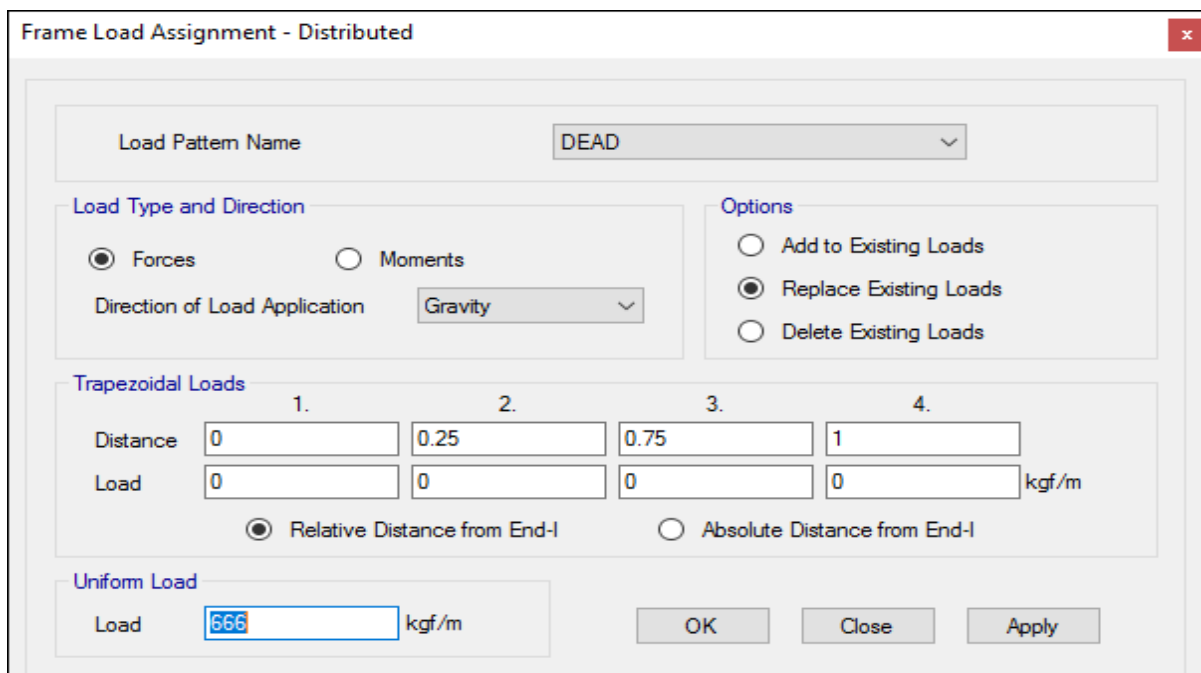 Frame Load Assignment - Distributed
x
Load Pattern Name DEAD
Load Type and Direction
Forces Moments
Direction of Load Application Gravity
Options
Add to Existing Loads
Replace Existing Loads
Delete Existing Loads
Trapezoidal Loads
1. 2. 3. 4.
Distance 0 0.25 0.75 1
Load 0 0 0 0 kgf/m
Relative Distance from End-I Absolute Distance from End-I
Uniform Load
Load 666 kgf/m
OK Close Apply